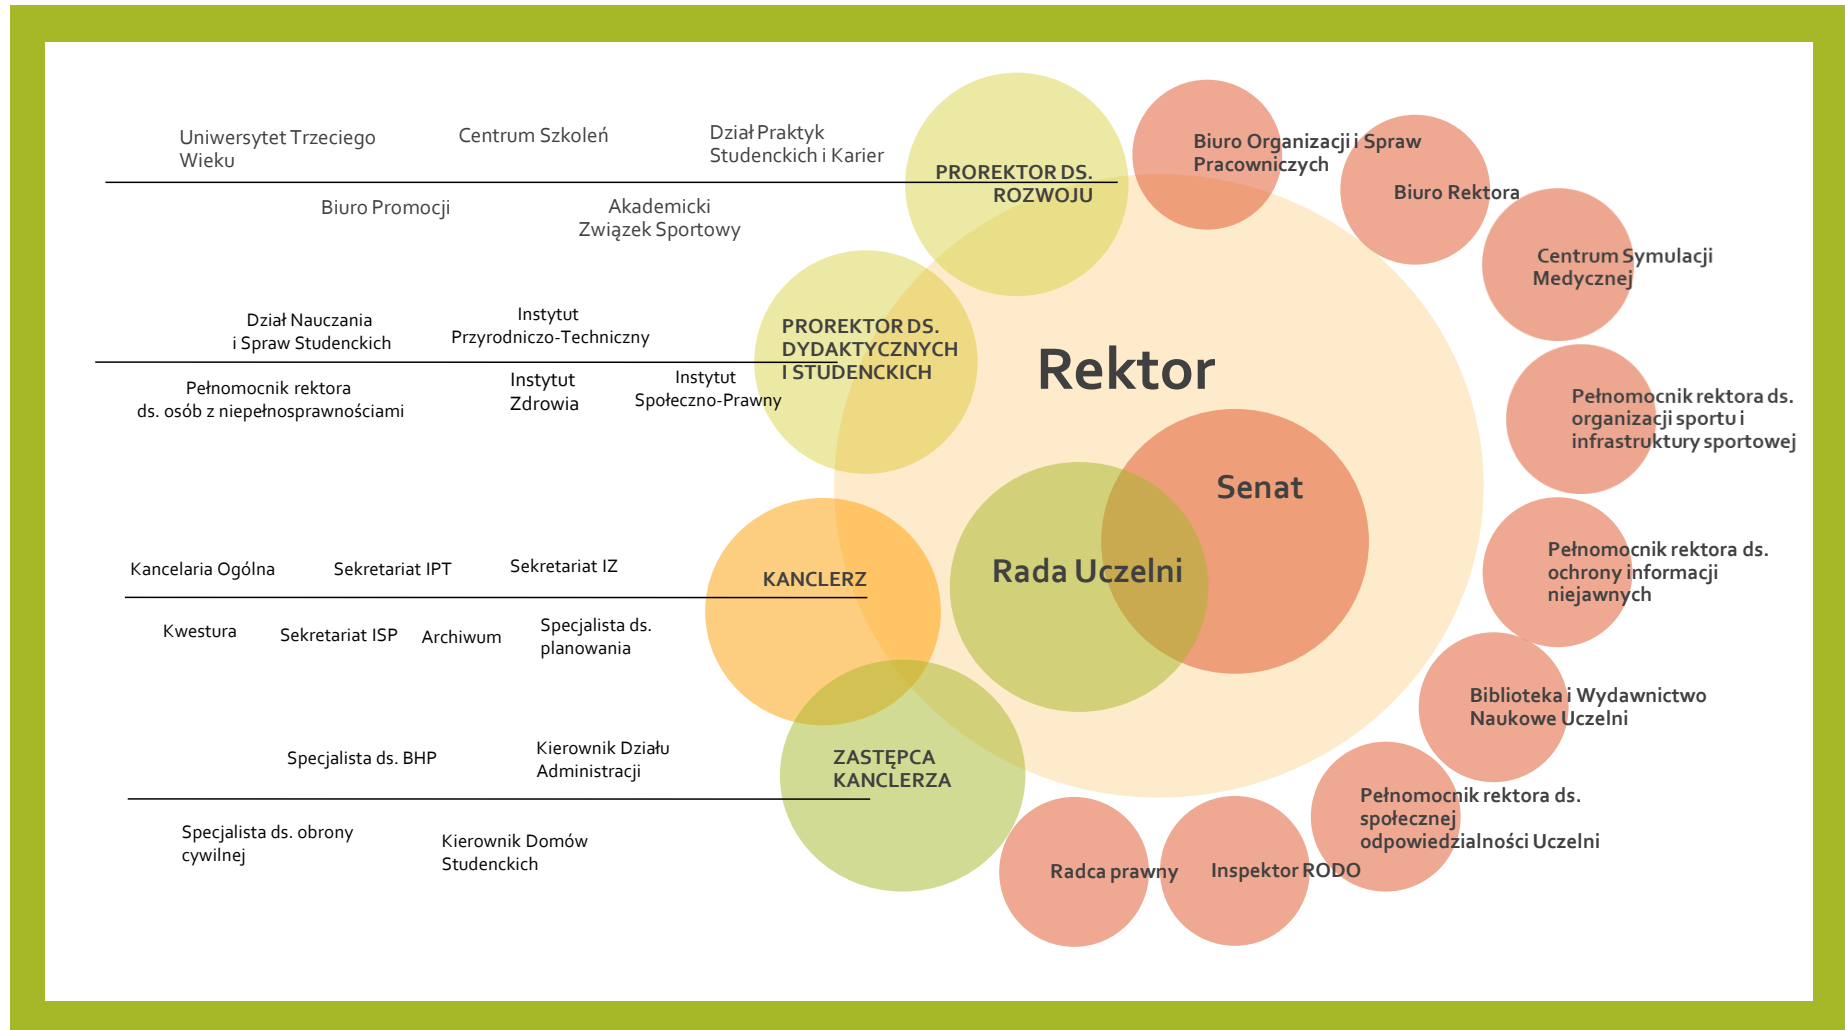 Uniwersytet Trzeciego
Wieku
Centrum Szkoleń
Dział Praktyk
Studenckich i Karier
Biuro Promocji
Akademicki
Związek Sportowy
PROREKTOR DS.
ROZWOJU
Dział Nauczania
i Spraw Studenckich
Instytut
Przyrodniczo-Techniczny
Pełnomocnik rektora
ds. osób z niepełnosprawnościami
Instytut
Zdrowia
Instytut
Społeczno-Prawny
PROREKTOR DS.
DYDAKTYCZNYCH
I STUDENCKICH
Kancelaria Ogólna
Sekretariat IPT
Sekretariat IZ
Kwestura
Sekretariat ISP
Archiwum
Specjalista ds.
planowania
KANCLERZ
Specjalista ds. BHP
Kierownik Działu
Administracji
Specjalista ds. obrony
cywilnej
Kierownik Domów
Studenckich
ZASTĘPCA
KANCLERZA
Rektor
Senat
Rada Uczelni
Biuro Organizacji i Spraw
Pracowniczych
Biuro Rektora
Centrum Symulacji
Medycznej
Pełnomocnik rektora ds.
organizacji sportu i
infrastruktury sportowej
Pełnomocnik rektora ds.
ochrony informacji
niejawnych
Biblioteka i Wydawnictwo
Naukowe Uczelni
Pełnomocnik rektora ds.
społecznej
odpowiedzialności Uczelni
Inspektor RODO
Radca prawny